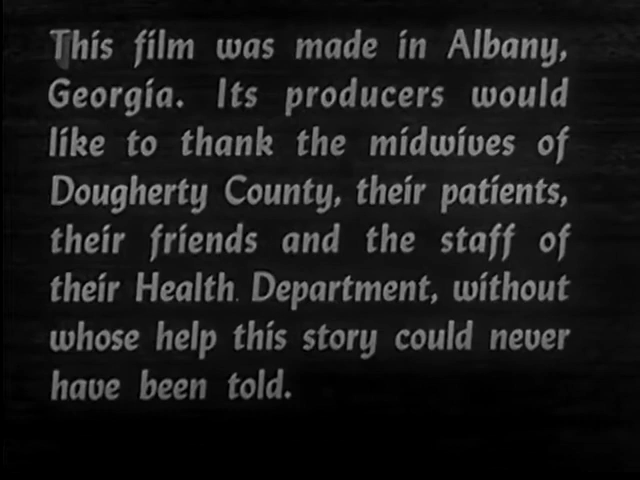 This film was made in Albany,
Georgia. Its producers would
like to thank the midwives of
Dougherty County, their patients,
their friends and the staff of
their Health Department, without
whose help this story could never
have been told.